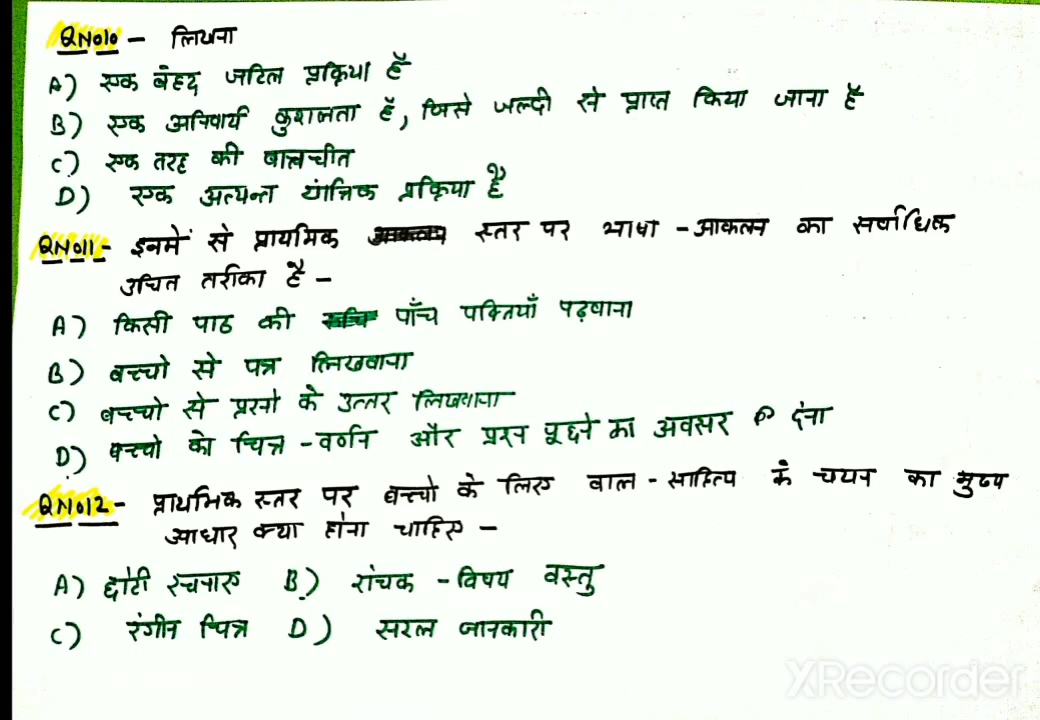 QNo10 - लिखना
A) एक बेहद जटिल प्रक्रिया है
B) एक अनिवार्य कुशलता है, जिसे जल्दी से प्राप्त किया जाना है
C) एक तरह की बातचीत
D) एक अत्यन्त यांत्रिक प्रक्रिया है
QNo11- इनमें से प्राथमिक स्तर पर भाषा - आकलन का सर्वाधिक
उचित तरीका है -
A) किसी पाठ की पाँच पंक्तियाँ पढ़वाना
B) बच्चो से पत्र लिखवाना
C) बच्चो से प्रश्नो के उत्तर लिखवाना
D) बच्चो को चित्र - वर्णन और प्रश्न पूछने का अवसर देना
QNo12- प्राथमिक स्तर पर बच्चो के लिए बाल - साहित्य के चयन का मुख्य
आधार क्या होना चाहिए -
A) छोटी रचनाए B) रोचक - विषय वस्तु
C) रंगीन चित्र D) सरल जानकारी
XRecorder